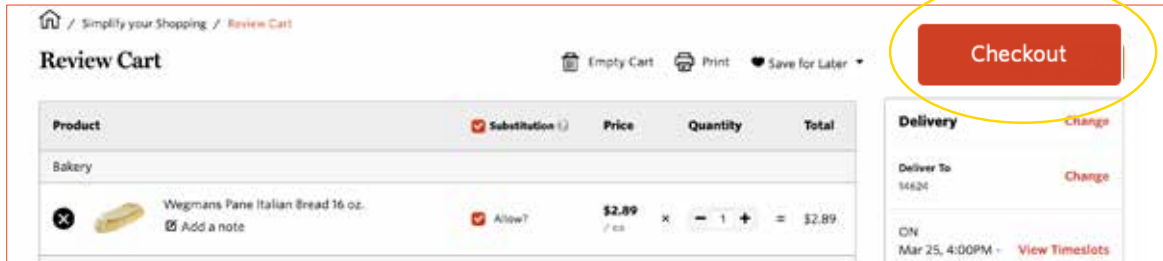 / Simplify your Shopping / Review Cart
Review Cart
Empty Cart Print Save for Later
Checkout
Product Substitution Price Quantity Total
Bakery
Wegmans Pane Italian Bread 16 oz.
Add a note
Allow?
$2.89
/ ea
x − 1 + = $2.89
Delivery Change
Deliver To
14624
Change
ON
Mar 25, 4:00PM - View Timeslots